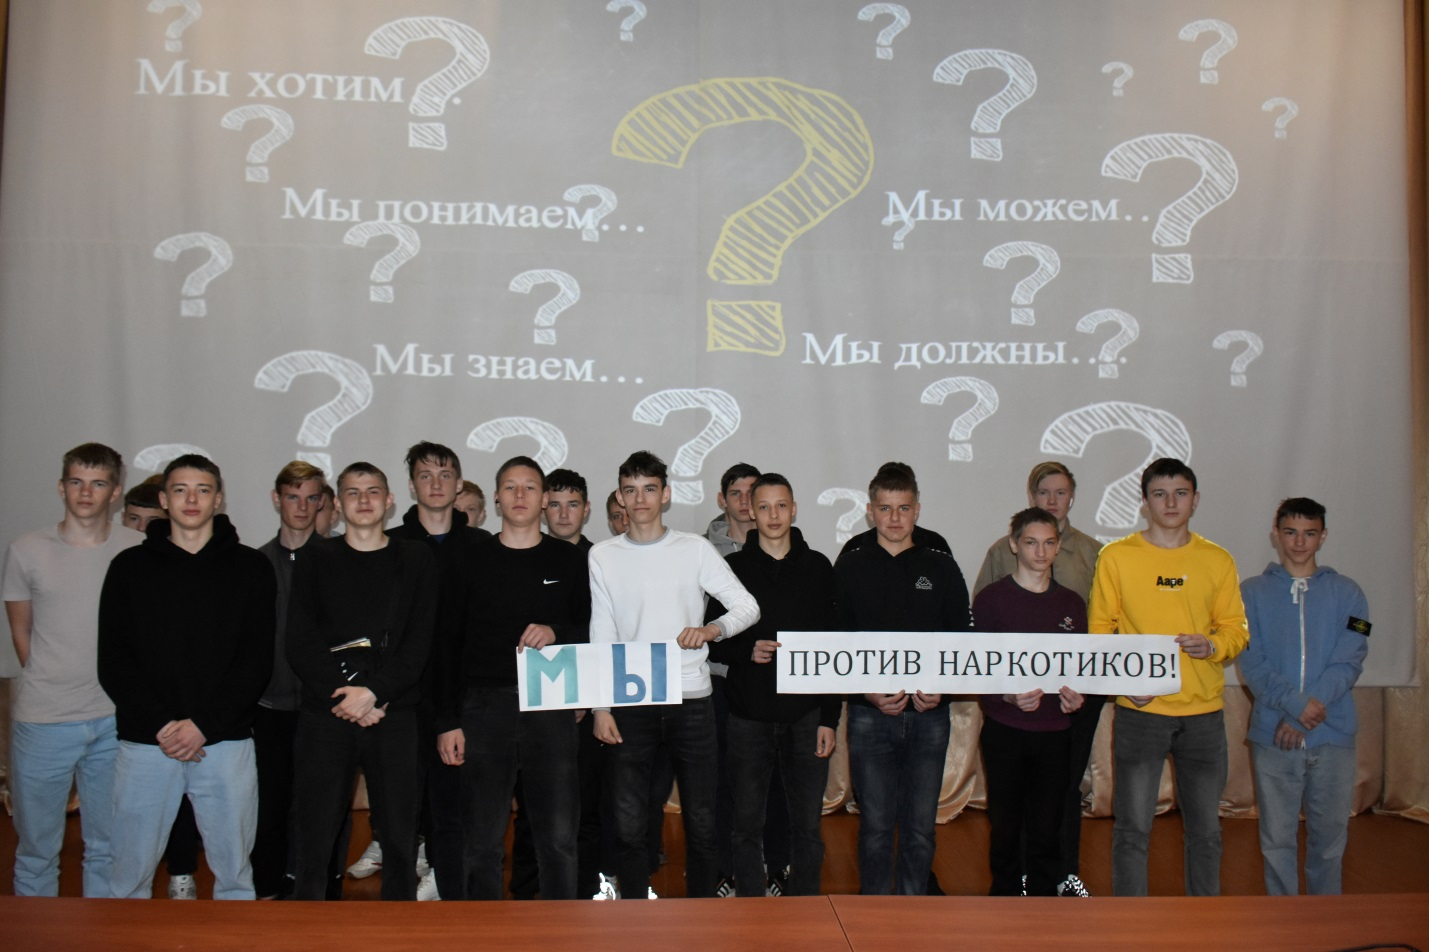 Мы хотим
Мы понимаем...
Мы можем..
Мы знаем...
Мы должны....
МЫ
ПРОТИВ НАРКОТИКОВ!
Aape